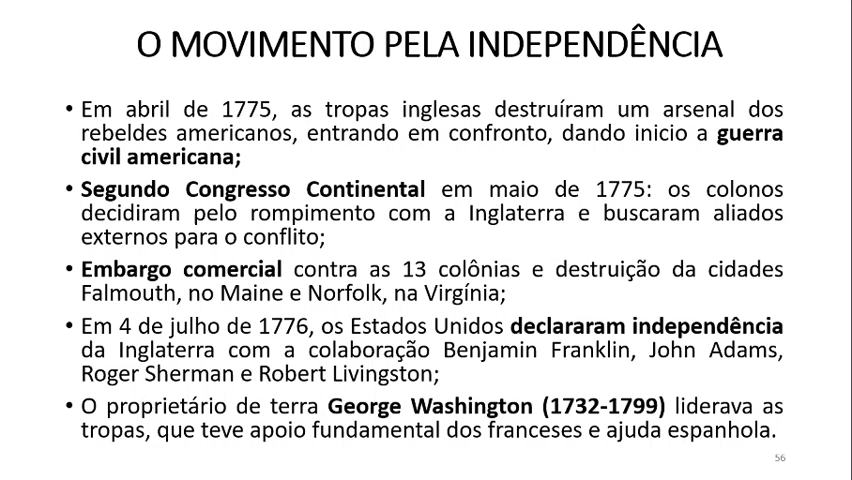 O MOVIMENTO PELA INDEPENDÊNCIA
• Em abril de 1775, as tropas inglesas destruíram um arsenal dos
rebeldes americanos, entrando em confronto, dando inicio a guerra
civil americana;
• Segundo Congresso Continental em maio de 1775: os colonos
decidiram pelo rompimento com a Inglaterra e buscaram aliados
externos para o conflito;
• Embargo comercial contra as 13 colônias e destruição da cidades
Falmouth, no Maine e Norfolk, na Virgínia;
• Em 4 de julho de 1776, os Estados Unidos declararam independência
da Inglaterra com a colaboração Benjamin Franklin, John Adams,
Roger Sherman e Robert Livingston;
• O proprietário de terra George Washington (1732-1799) liderava as
tropas, que teve apoio fundamental dos franceses e ajuda espanhola.
56